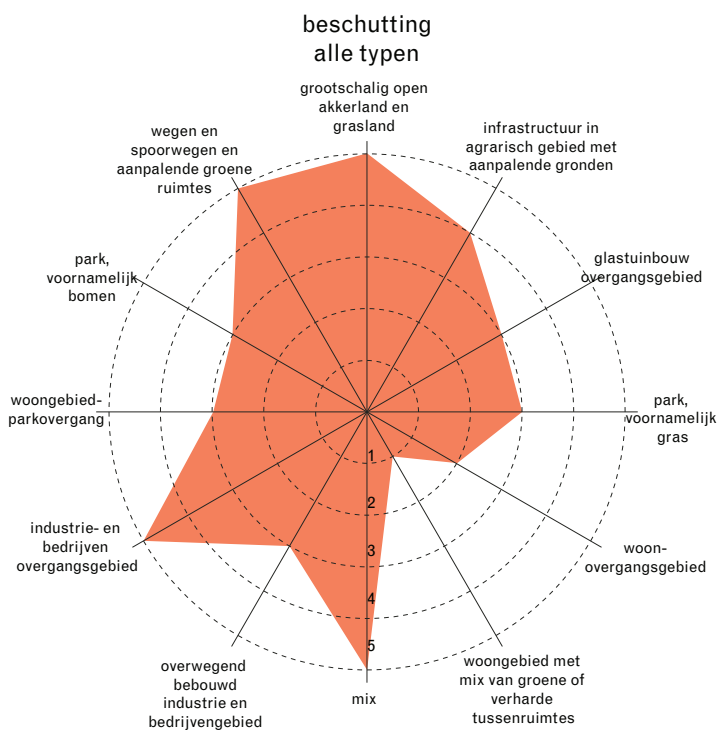 beschutting
alle typen
grootschalig open
akkerland en
grasland
infrastructuur in
agrarisch gebied met
aanpalende gronden
glastuinbouw
overgangsgebied
park,
voornamelijk
gras
woon-
overgangsgebied
woongebied met
mix van groene of
verharde
tussenruimtes
mix
overwegend
bebouwd
industrie en
bedrijvengebied
industrie- en
bedrijven
overgangsgebied
woongebied-
parkovergang
park,
voornamelijk
bomen
wegen en
spoorwegen en
aanpalende groene
ruimtes
1
2
3
4
5